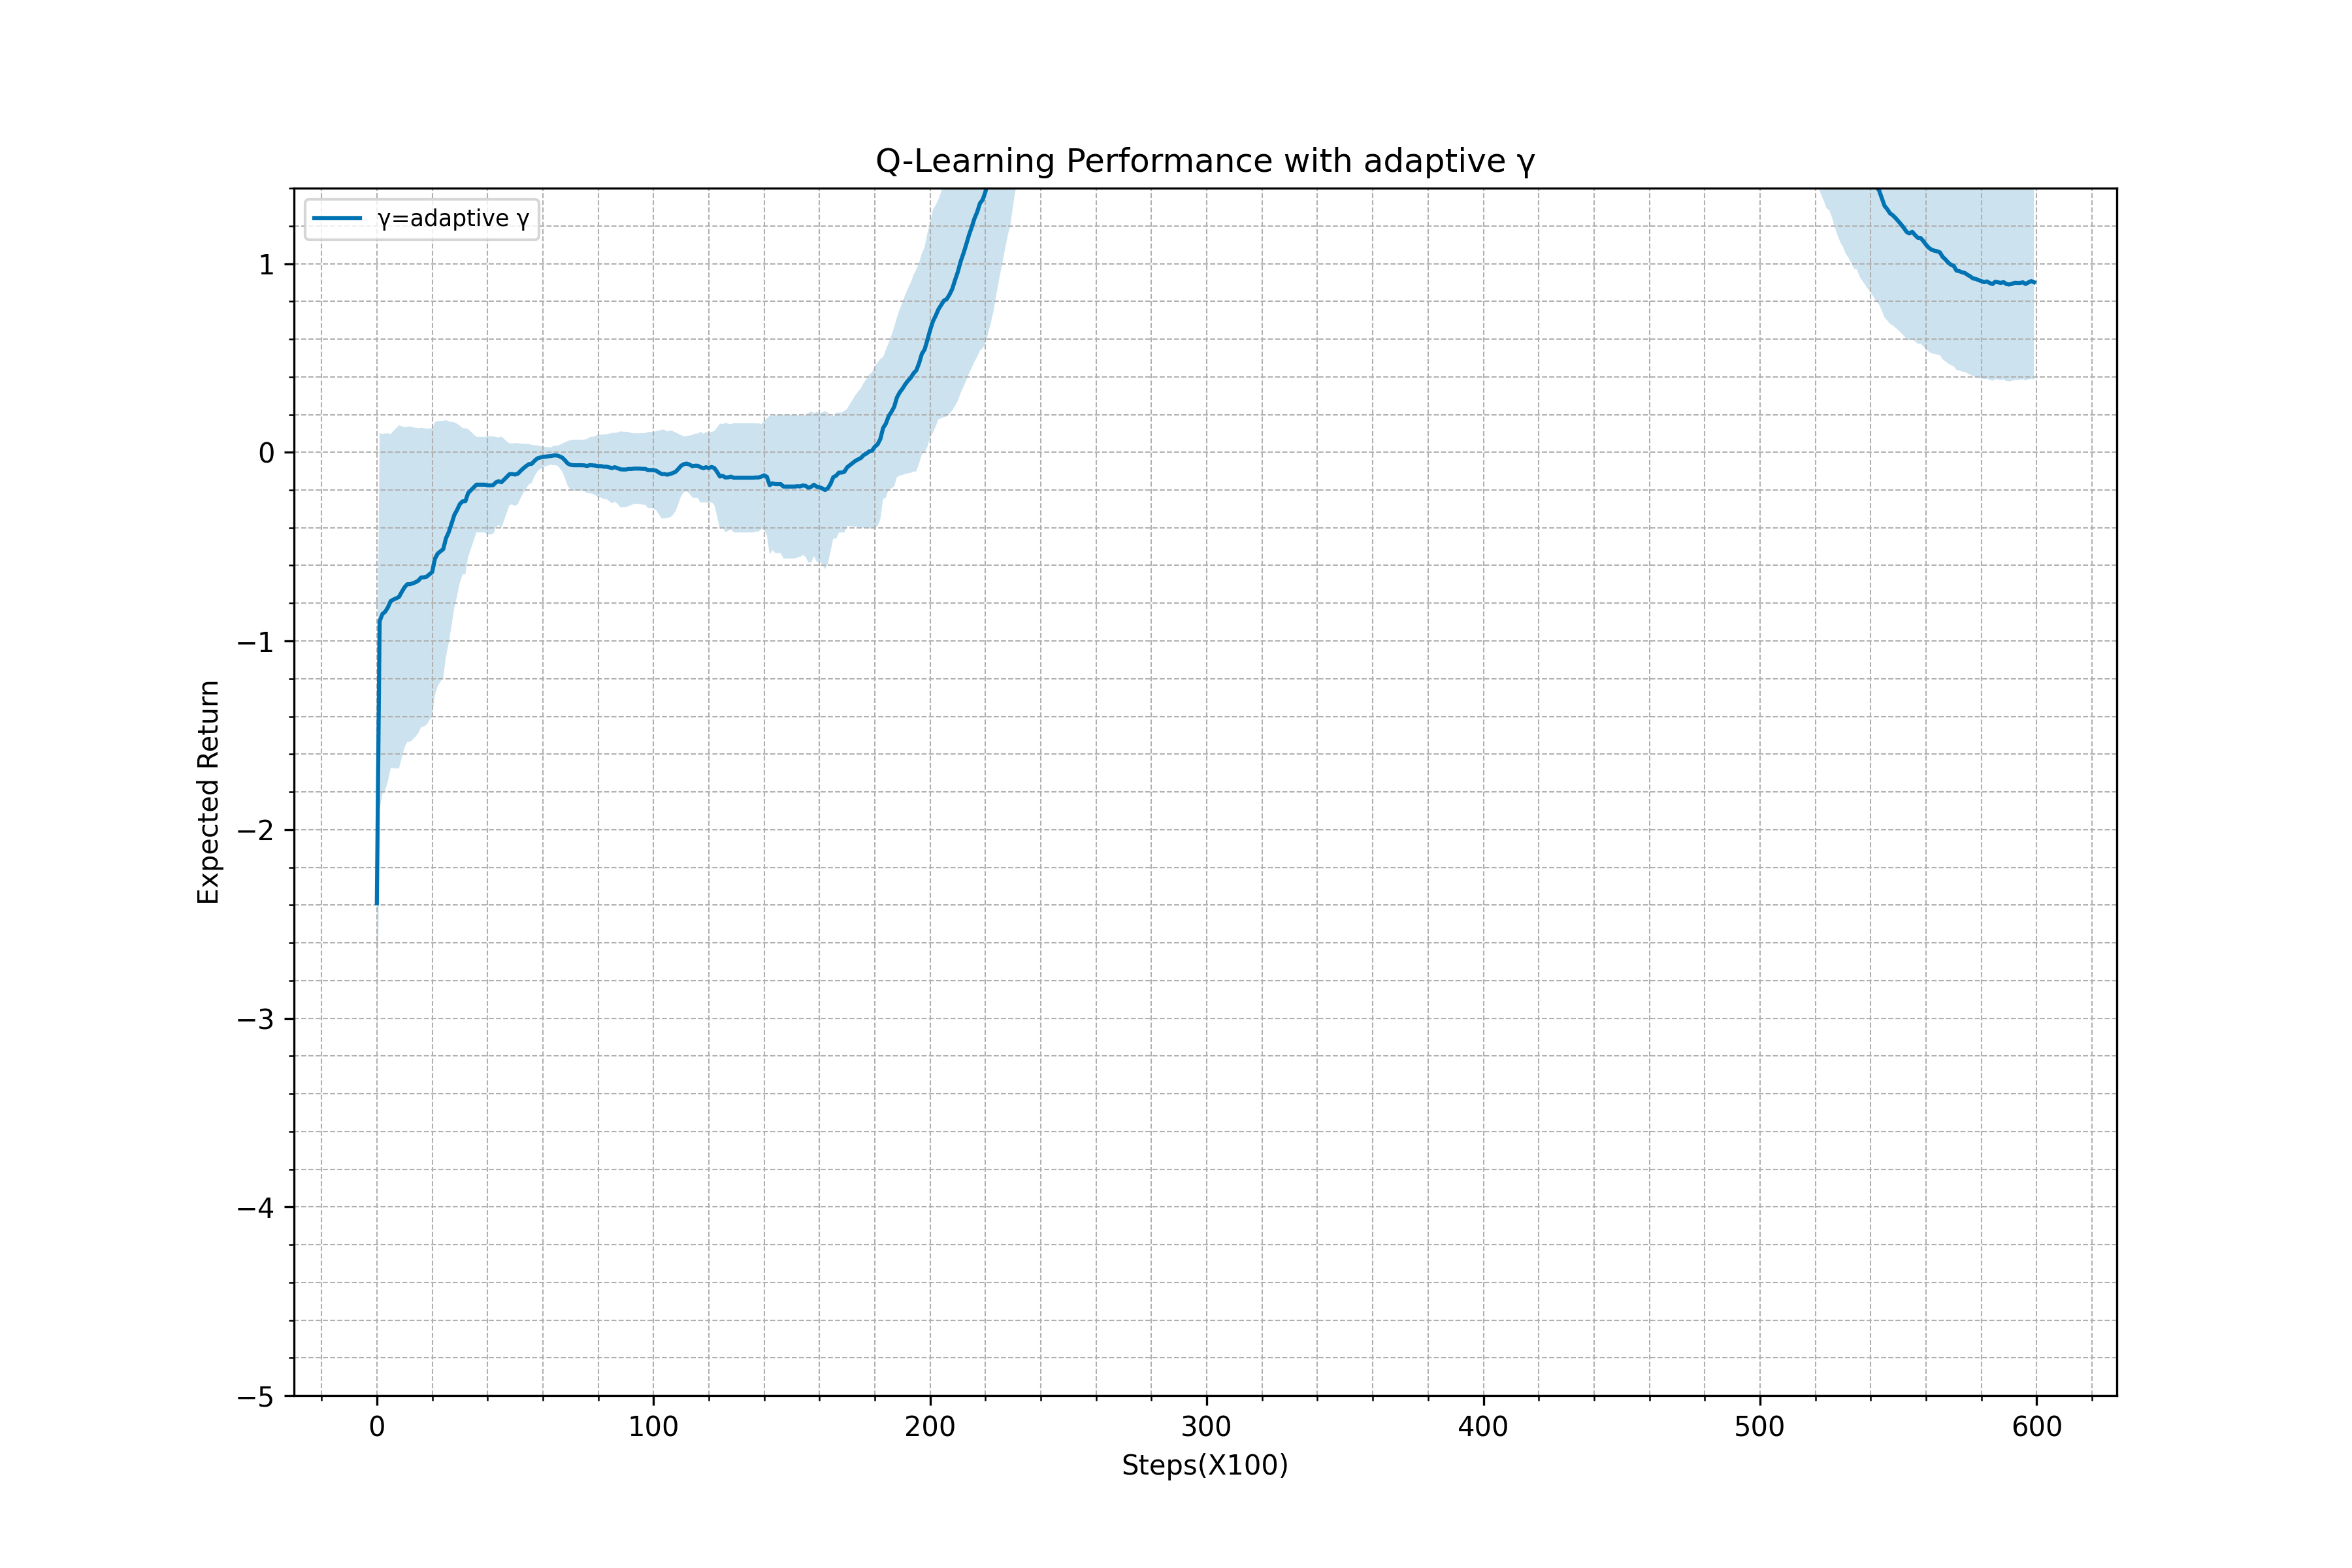 Q-Learning Performance with adaptive γ
γ=adaptive γ
1
0
−1
−2
−3
−4
−5
Expected Return
0 100 200 300 400 500 600
Steps(X100)